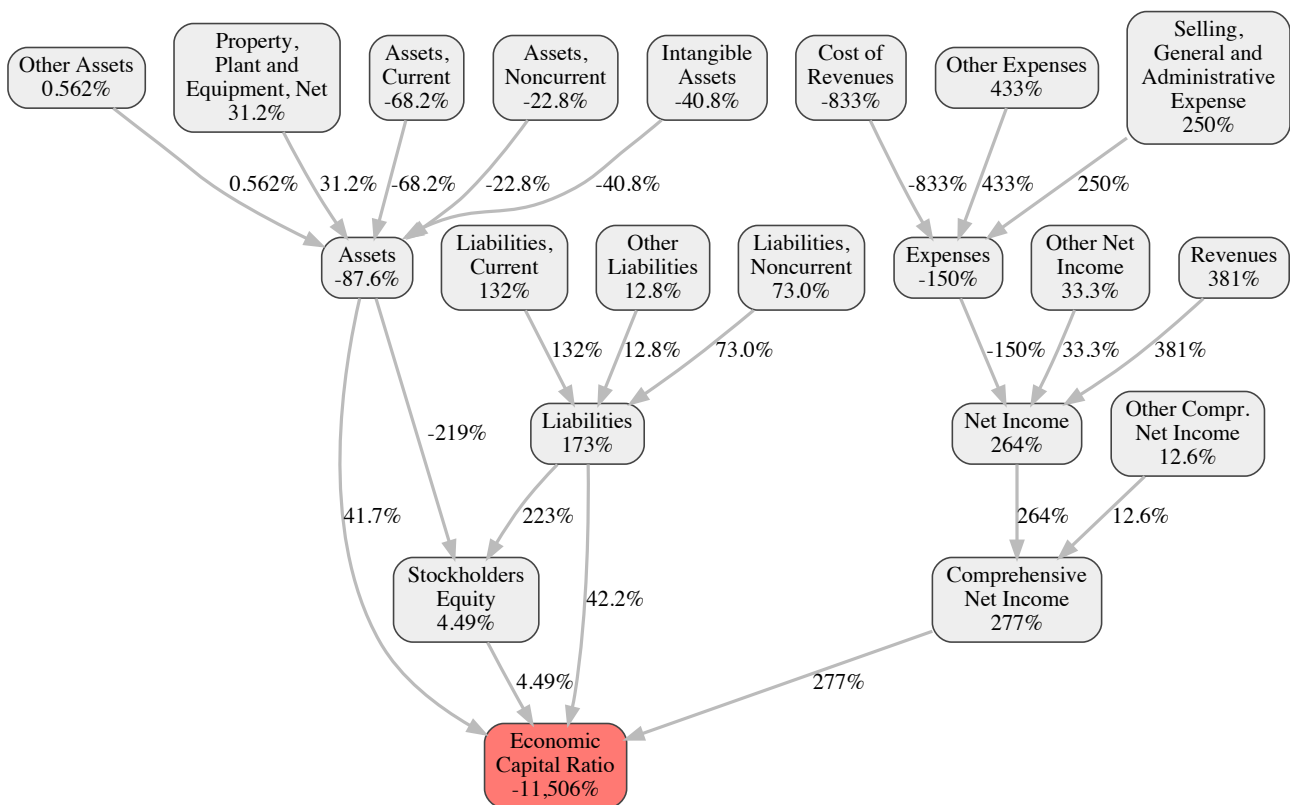 Other Assets
0.562%
Property,
Plant and
Equipment, Net
31.2%
Assets,
Current
-68.2%
Assets,
Noncurrent
-22.8%
Intangible
Assets
-40.8%
Cost of
Revenues
-833%
Other Expenses
433%
Selling,
General and
Administrative
Expense
250%
0.562%
31.2%
-68.2%
-22.8%
-40.8%
-833%
433%
250%
Assets
-87.6%
Liabilities,
Current
132%
Other
Liabilities
12.8%
Liabilities,
Noncurrent
73.0%
Expenses
-150%
Other Net
Income
33.3%
Revenues
381%
132%
12.8%
73.0%
-150%
33.3%
381%
Liabilities
173%
Net Income
264%
Other Compr.
Net Income
12.6%
-219%
41.7%
223%
264%
12.6%
Stockholders
Equity
4.49%
42.2%
Comprehensive
Net Income
277%
4.49%
277%
Economic
Capital Ratio
-11,506%